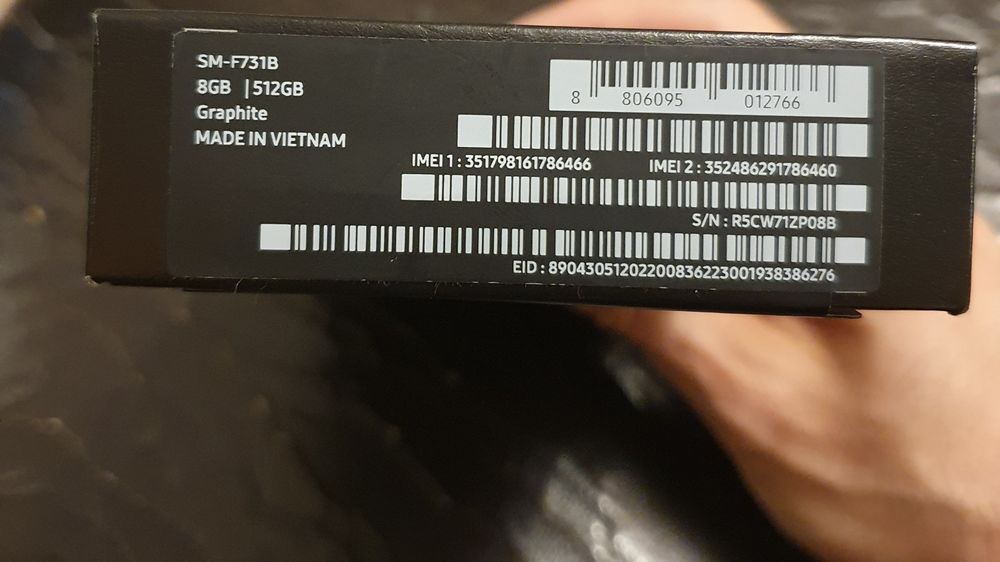 SM-F731B
8GB | 512GB
Graphite
MADE IN VIETNAM
8 806095 012766
IMEI 1 : 351798161786466 IMEI 2 : 352486291786460
S/N : R5CW71ZP08B
EID : 89043051202200836223001938386276